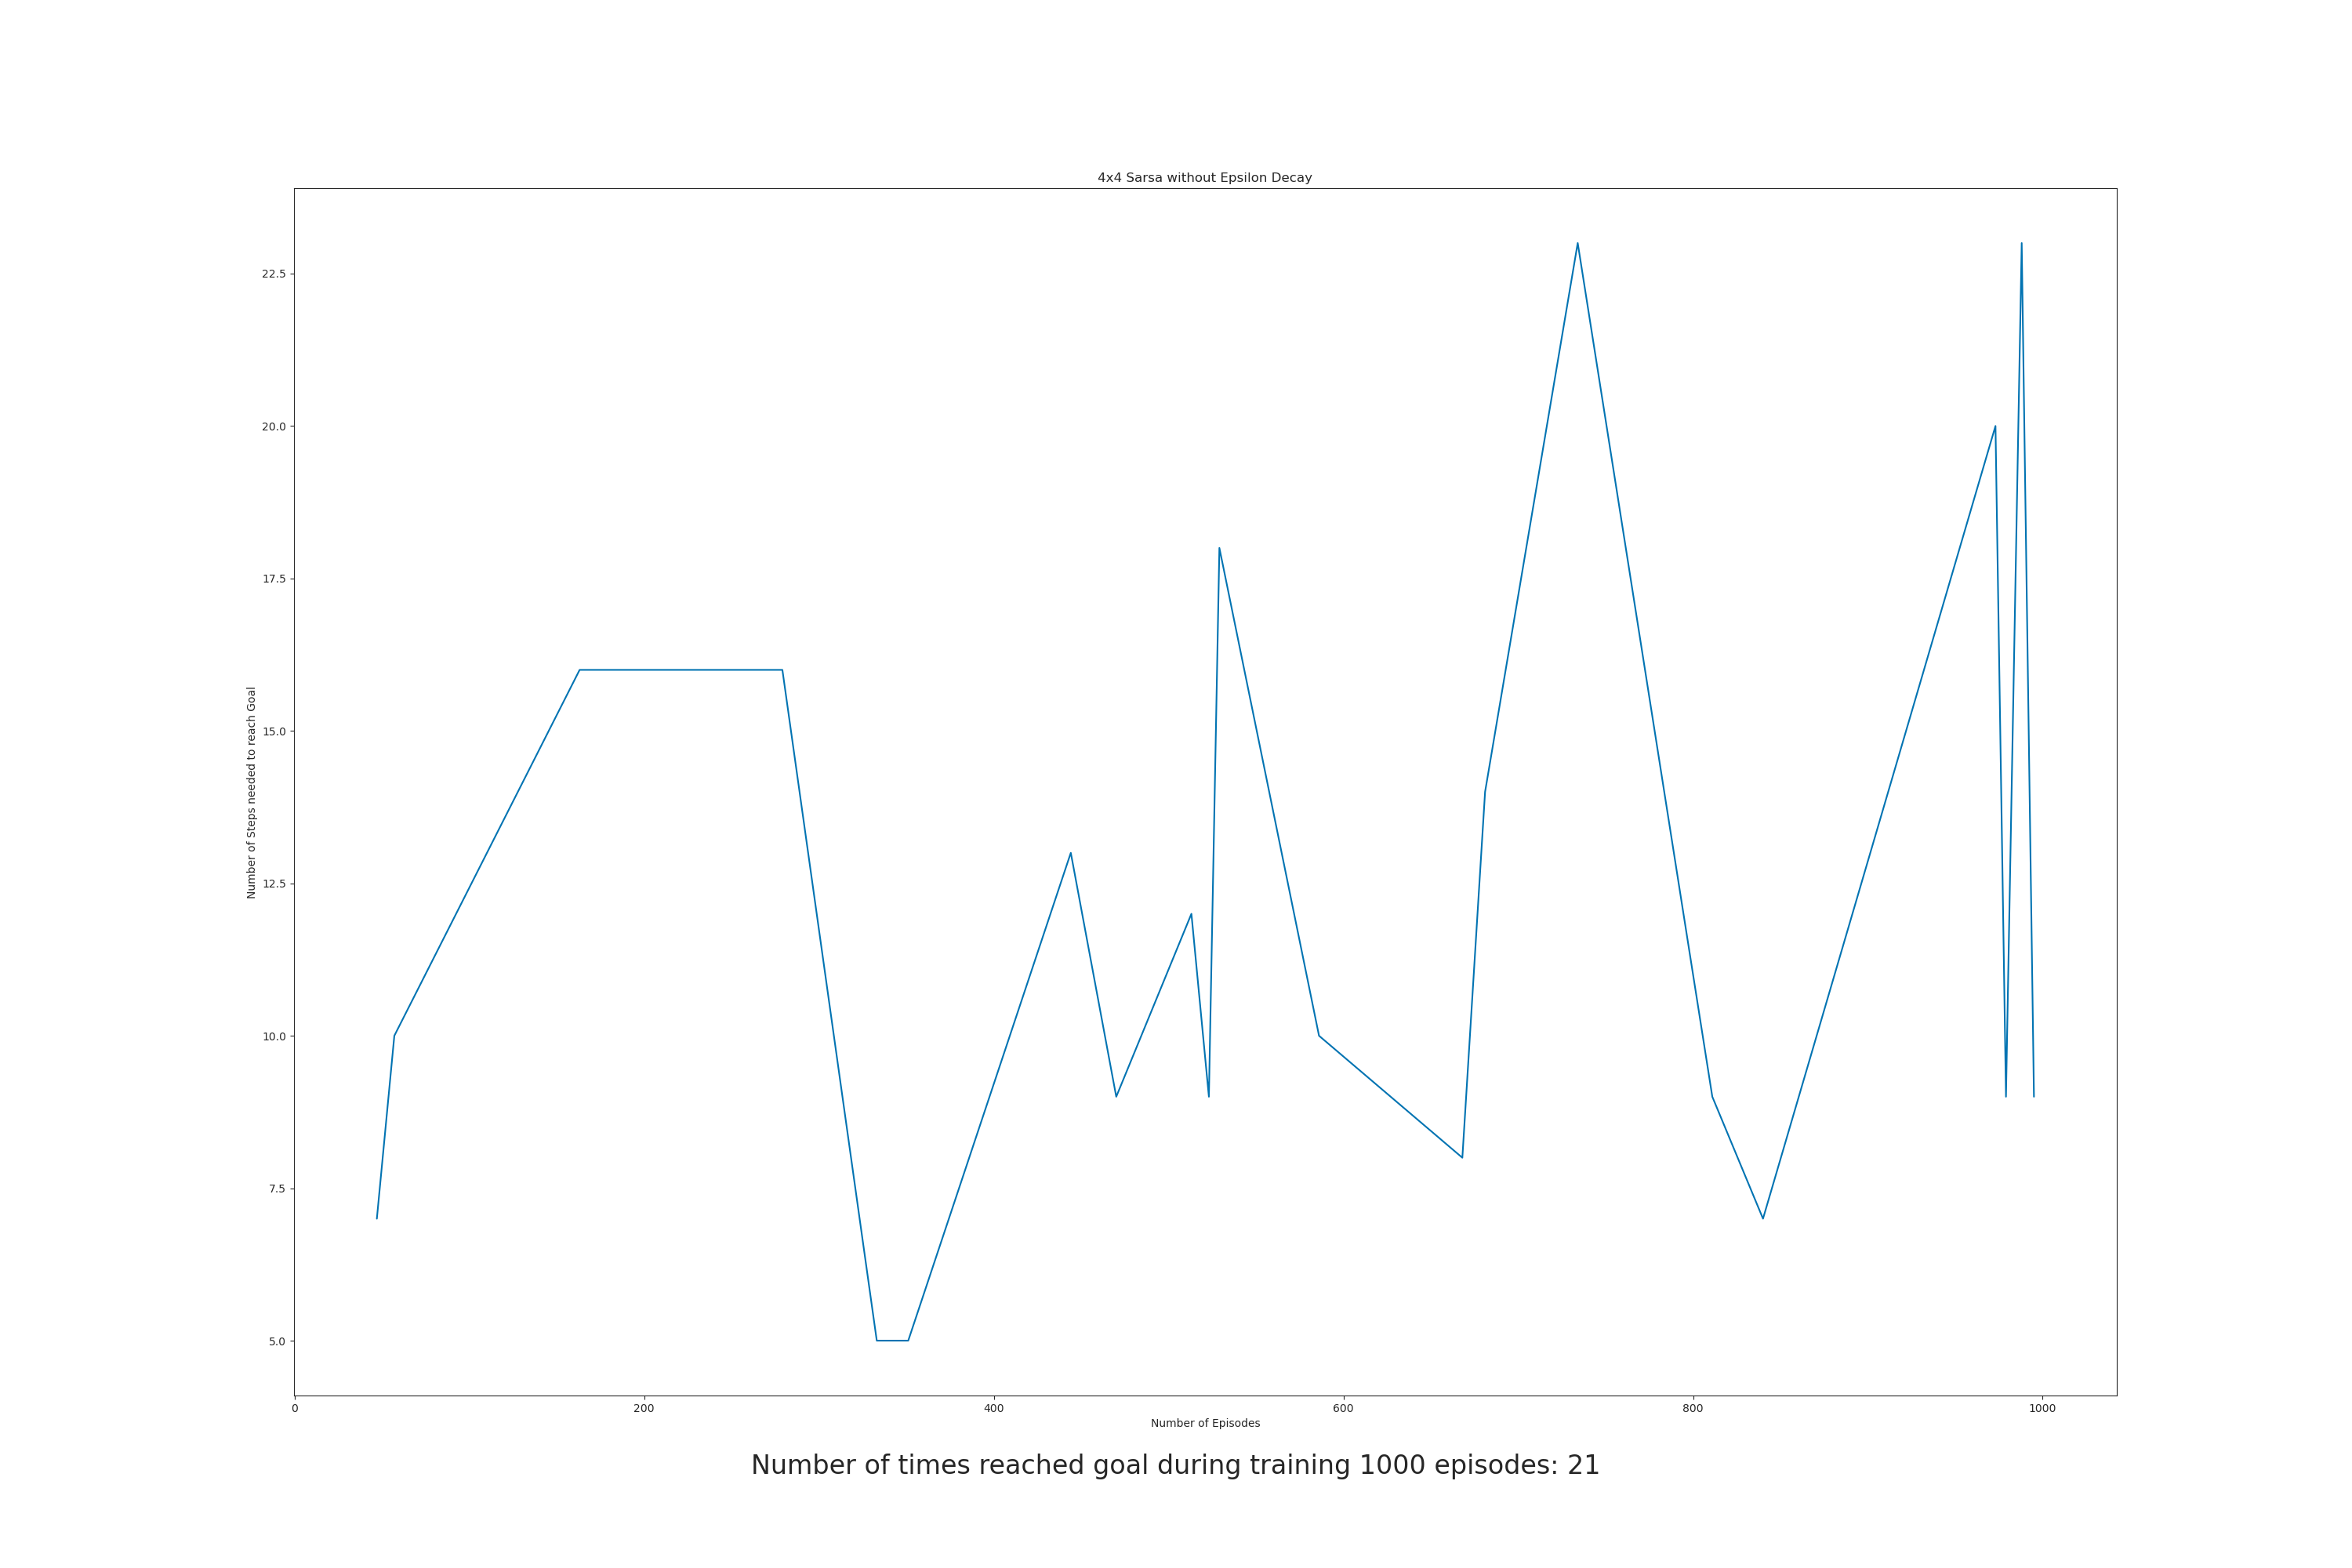 4x4 Sarsa without Epsilon Decay
22.5
20.0
17.5
15.0
12.5
10.0
7.5
5.0
Number of Steps needed to reach Goal
0 200 400 600 800 1000
Number of Episodes
Number of times reached goal during training 1000 episodes: 21